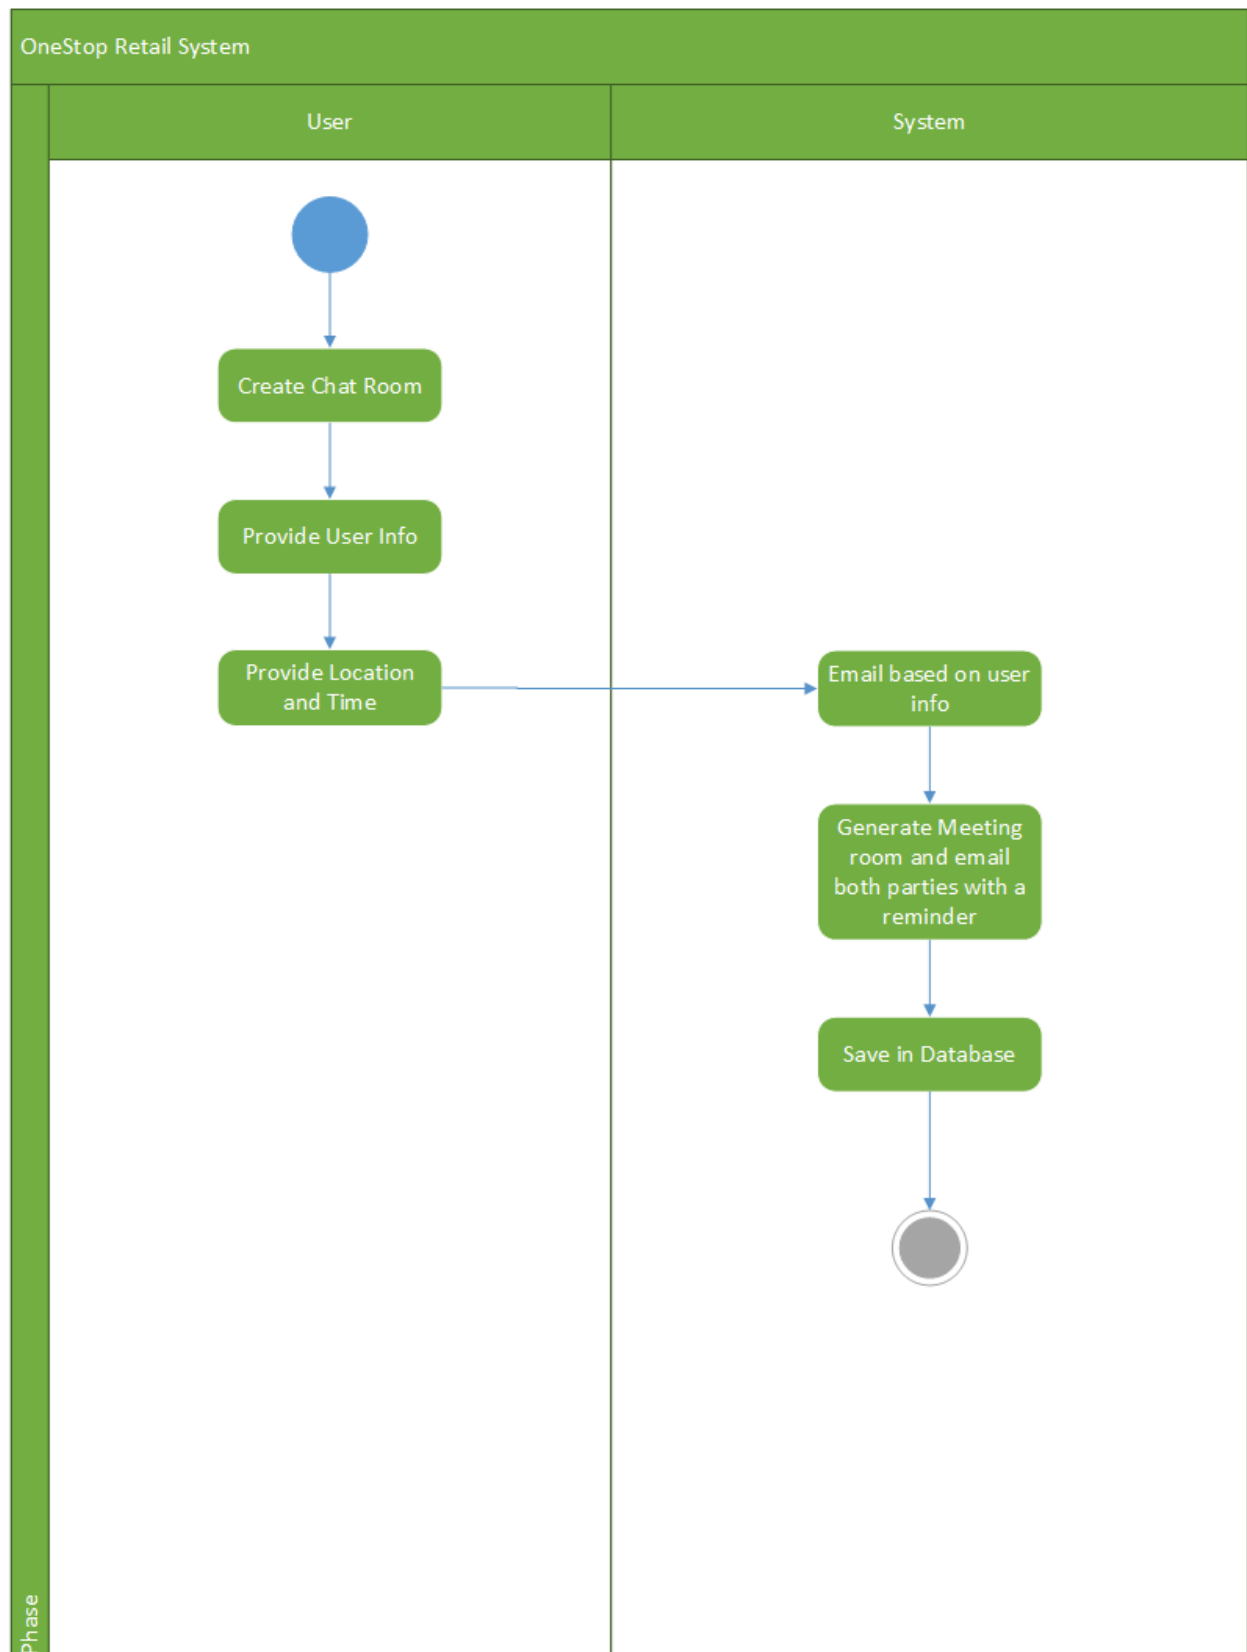 OneStop Retail System
User
System
Create Chat Room
Provide User Info
Provide Location
and Time
Email based on user
info
Generate Meeting
room and email
both parties with a
reminder
Save in Database
Phase